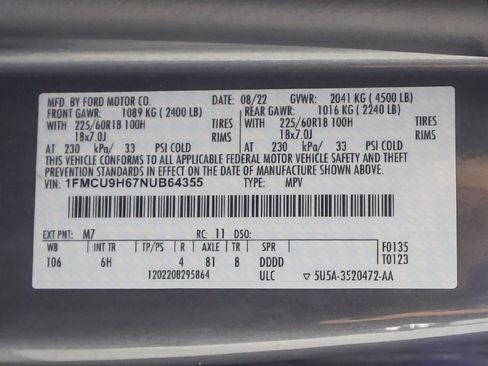 MFD. BY FORD MOTOR CO. DATE: 08/22 GVWR: 2041 KG ( 4500 LB)
FRONT GAWR: 1089 KG ( 2400 LB) REAR GAWR: 1016 KG ( 2240 LB)
WITH 225/60R18 100H TIRES WITH 225/60R18 100H TIRES
18x7.0J RIMS 18x7.0J RIMS
AT 230 kPa/ 33 PSI COLD AT 230 kPa/ 33 PSI COLD
THIS VEHICLE CONFORMS TO ALL APPLICABLE FEDERAL MOTOR VEHICLE SAFETY AND THEFT
PREVENTION STANDARDS IN EFFECT ON THE DATE OF MANUFACTURE SHOWN ABOVE.
VIN: 1FMCU9H67NUB64355 TYPE: MPV
EXT PNT: M7 RC: 11 DSO:
WB INT TR TP/PS R AXLE TR SPR F0135
106 6H 4 81 8 DDDD T0123
1202208295864 ULC ▽ 5U5A-3520472-AA